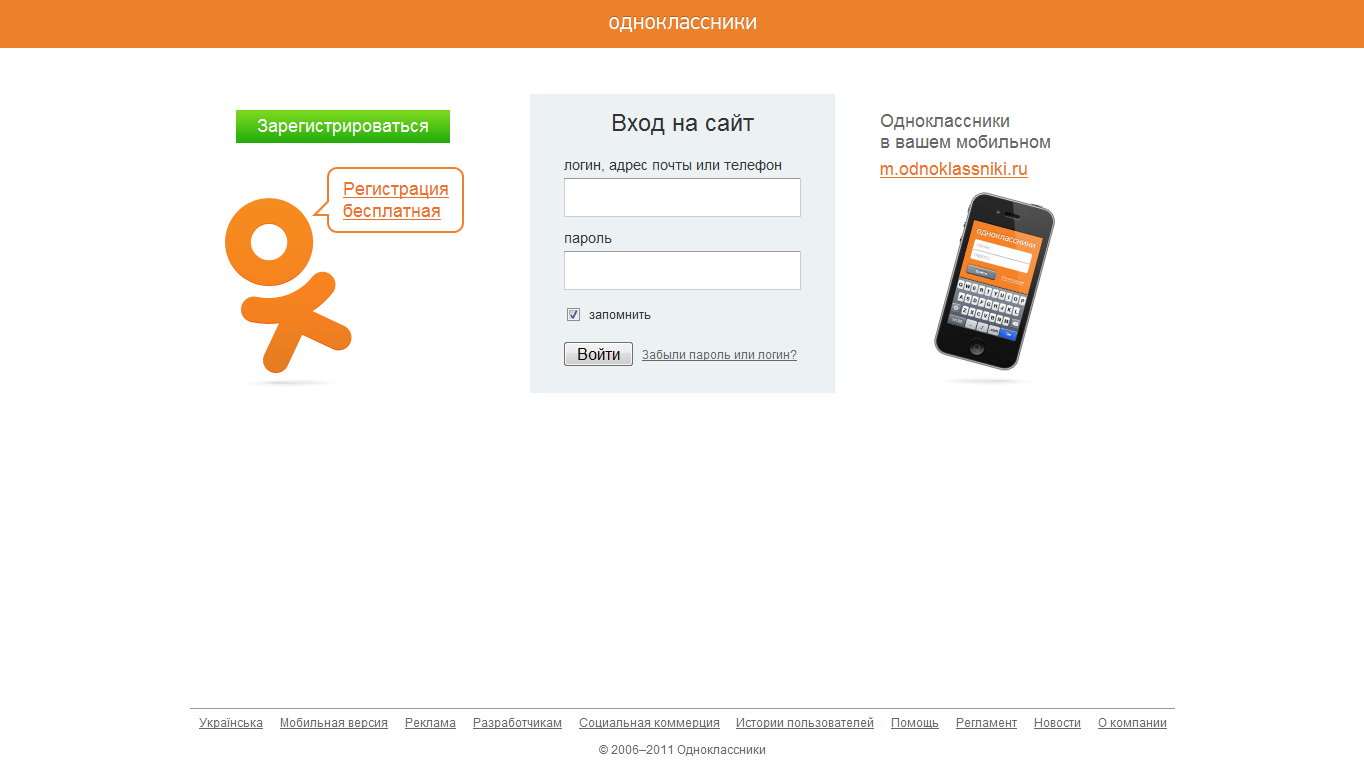 одноклассники
Зарегистрироваться
Регистрация
бесплатная
Вход на сайт
логин, адрес почты или телефон
пароль
запомнить
Войти Забыли пароль или логин?
Одноклассники
в вашем мобильном
m.odnoklassniki.ru
одноклассники
Українська Мобильная версия Реклама Разработчикам Социальная коммерция Истории пользователей Помощь Регламент Новости О компании
© 2006–2011 Одноклассники